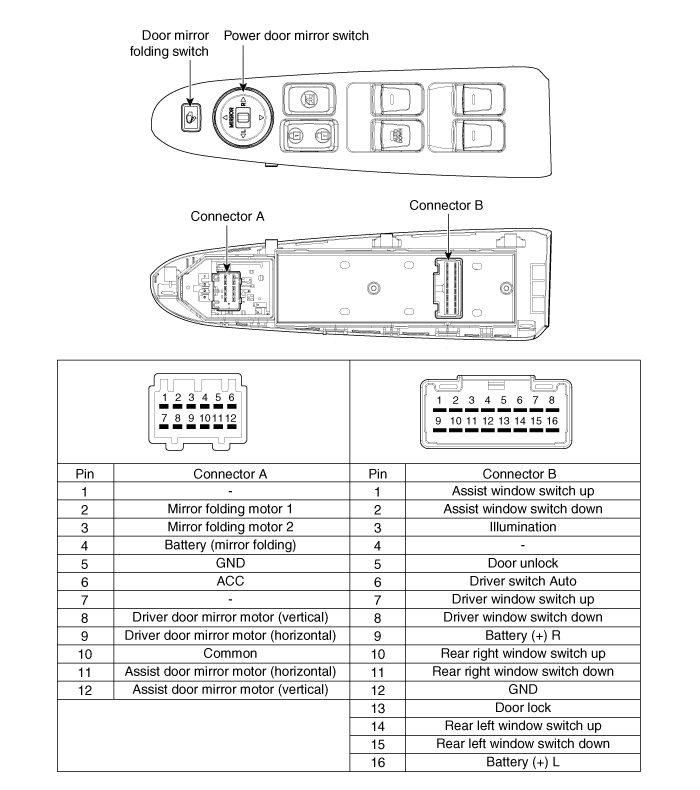 Door mirror
folding switch
Power door mirror switch
MIRROR
R
L
AUTO
DOWN
Connector A
Connector B
1 2 3 4 5 6
7 8 9 10 11 12
1 2 3 4 5 6 7 8
9 10 11 12 13 14 15 16
Pin Connector A Pin Connector B
1 - 1 Assist window switch up
2 Mirror folding motor 1 2 Assist window switch down
3 Mirror folding motor 2 3 Illumination
4 Battery (mirror folding) 4 -
5 GND 5 Door unlock
6 ACC 6 Driver switch Auto
7 - 7 Driver window switch up
8 Driver door mirror motor (vertical) 8 Driver window switch down
9 Driver door mirror motor (horizontal) 9 Battery (+) R
10 Common 10 Rear right window switch up
11 Assist door mirror motor (horizontal) 11 Rear right window switch down
12 Assist door mirror motor (vertical) 12 GND
13 Door lock
14 Rear left window switch up
15 Rear left window switch down
16 Battery (+) L